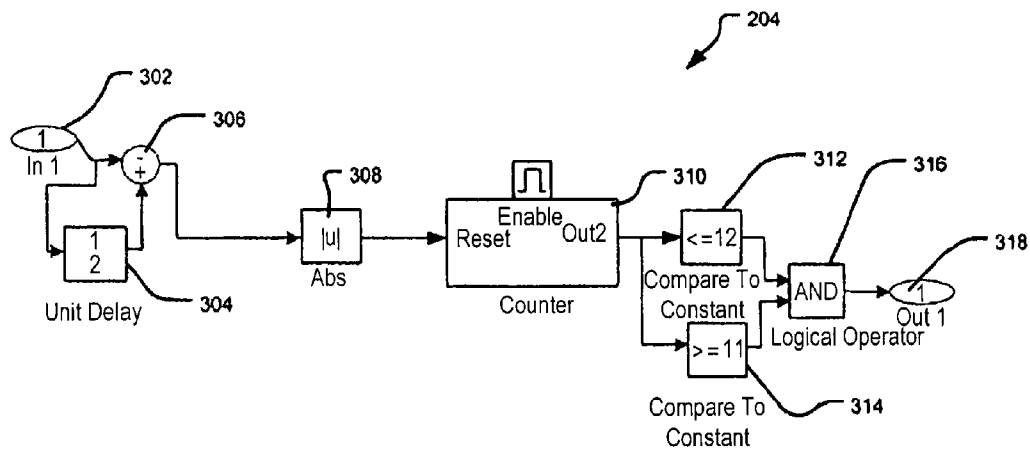 204
302
306
1
In 1
-
+
1
2
304
Unit Delay
308
|u|
Abs
310
Enable
Reset
Out2
Counter
312
<=12
Compare To
Constant
>=11
314
Compare To
Constant
316
AND
Logical Operator
318
1
Out 1